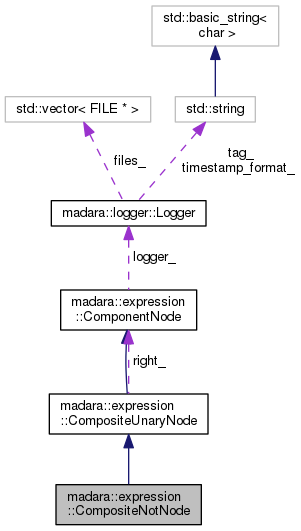 std::basic_string<
char >
std::vector< FILE * >
std::string
files_
tag_
timestamp_format_
madara::logger::Logger
logger_
madara::expression
::ComponentNode
right_
madara::expression
::CompositeUnaryNode
madara::expression
::CompositeNotNode